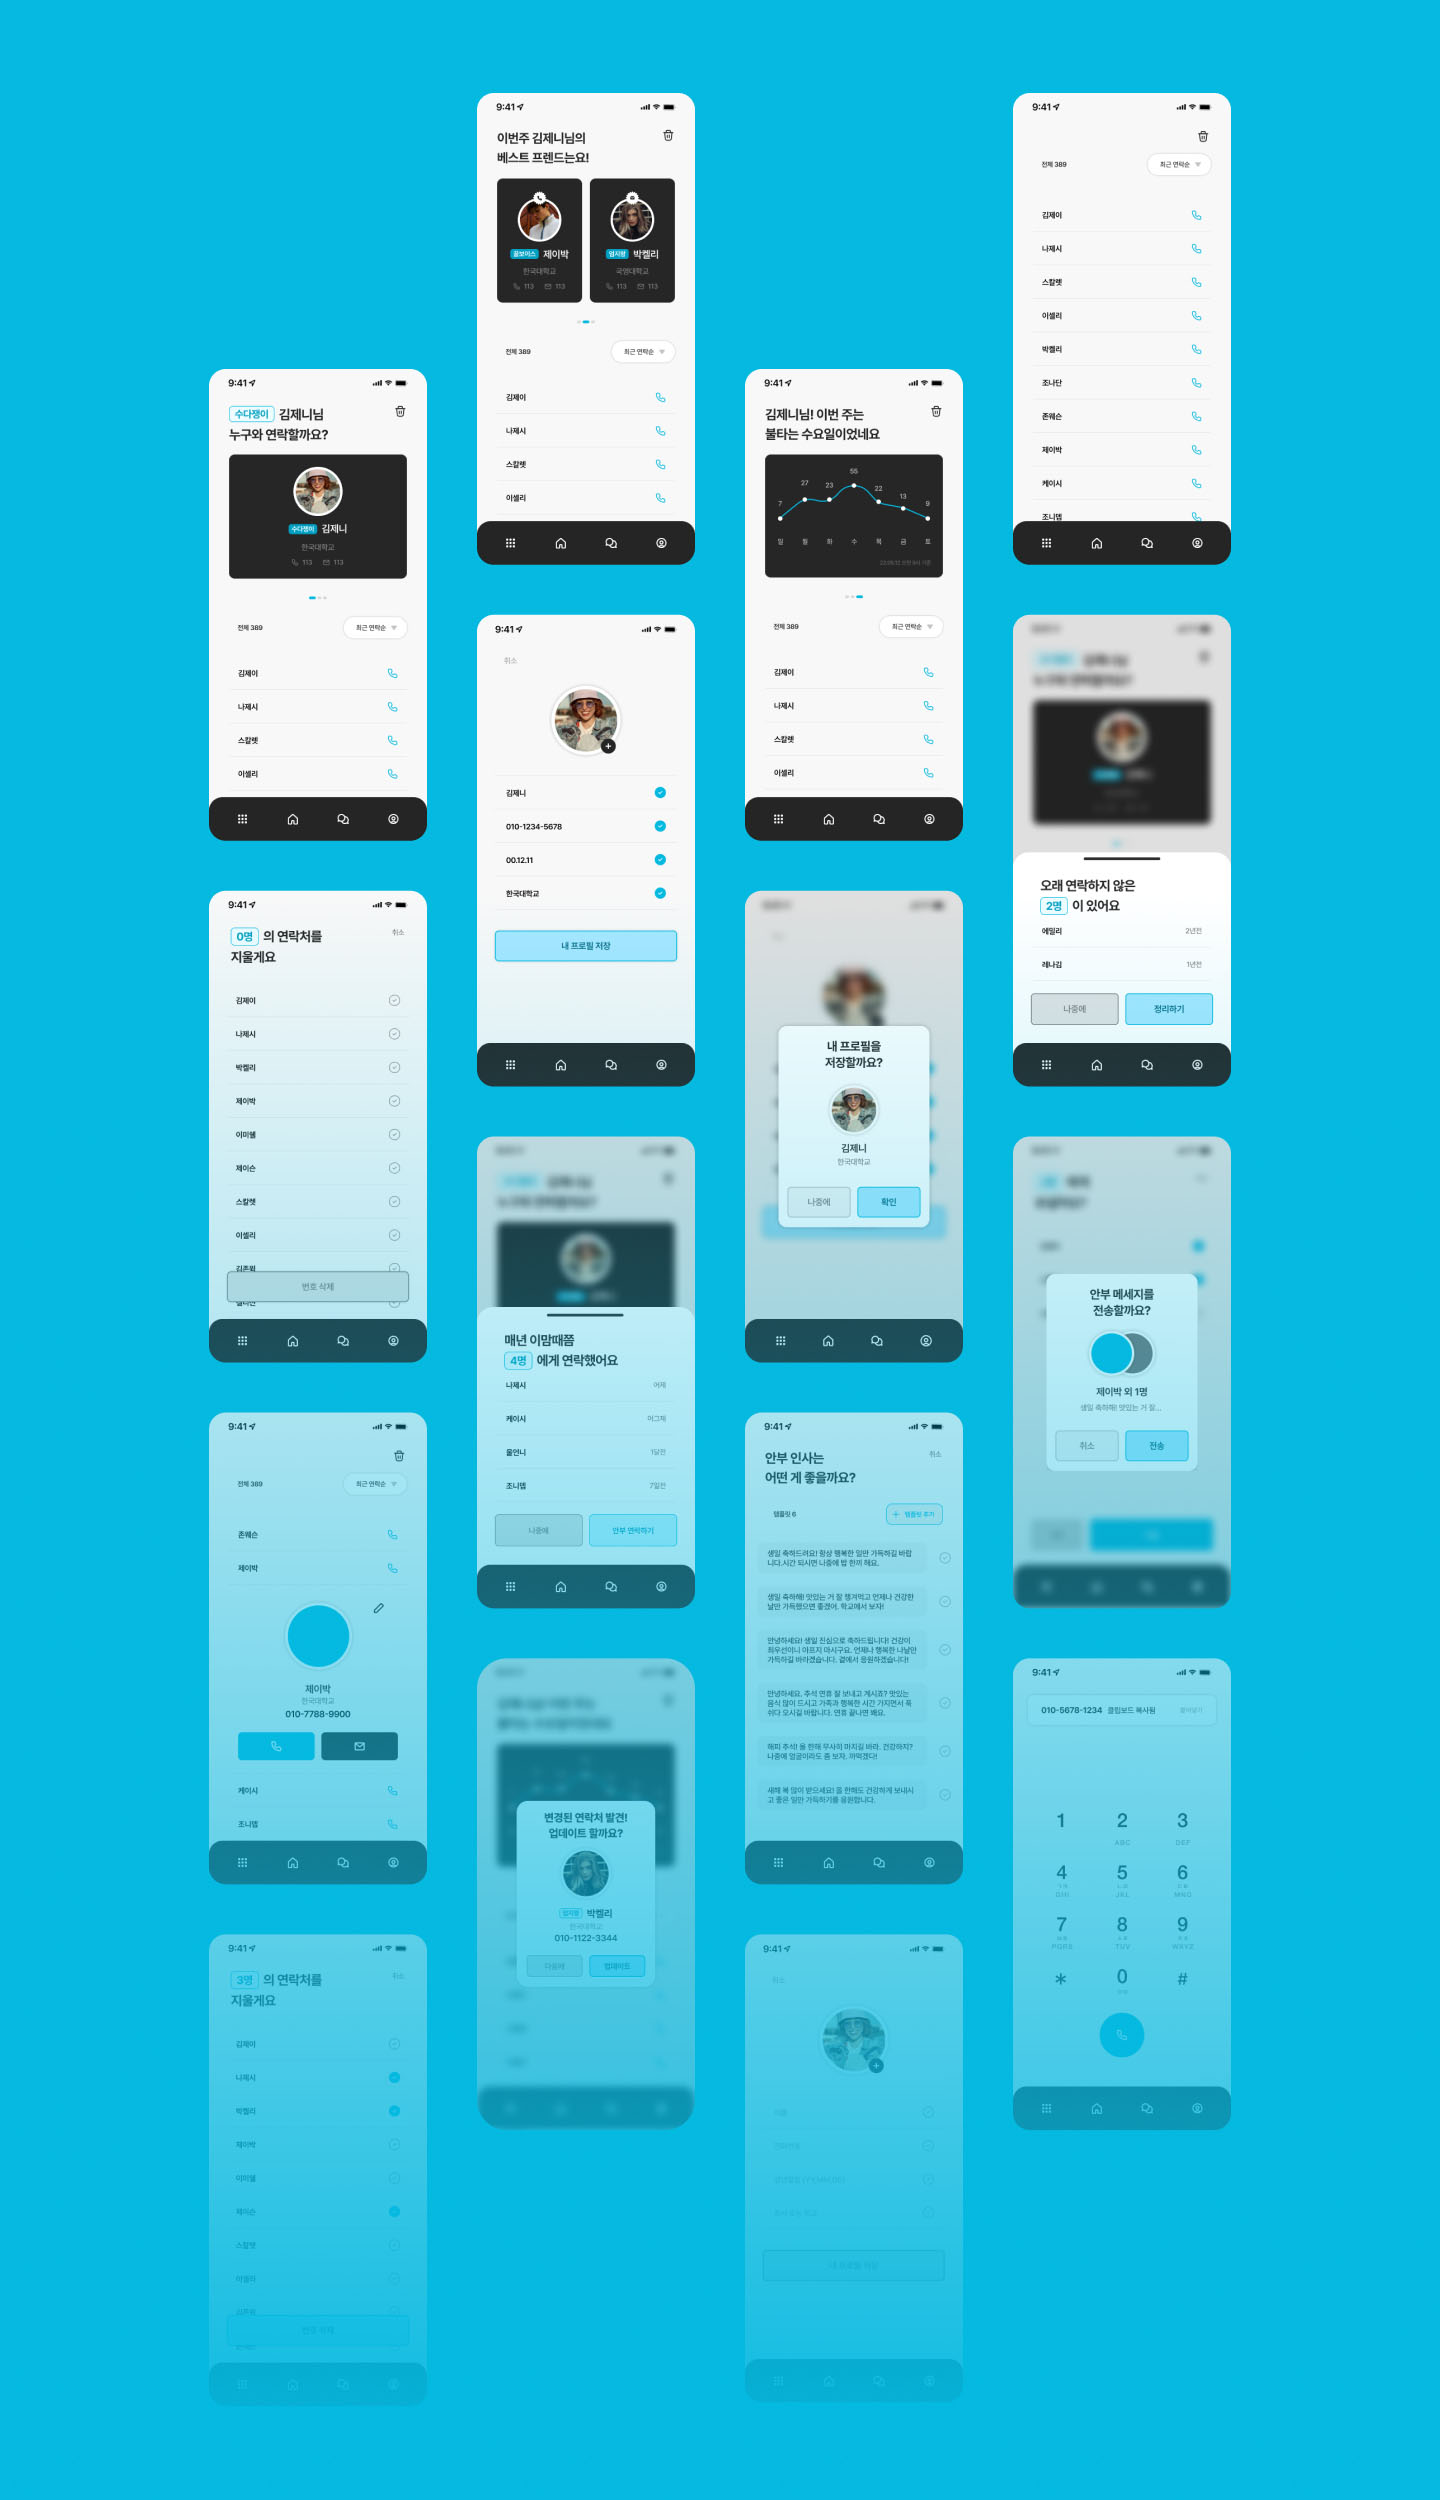 9:41
수다쟁이 김제니님
누구와 연락할까요?
수다쟁이 김제니
한국대학교
113 113
전체 389
최근 연락순
김제이
나제시
스칼렛
이셀리
9:41
0명 의 연락처를
취소
지울게요
김제이
나제시
박켈리
제이박
이미쉘
제이슨
스칼렛
이셀리
김존윅
번호 삭제
9:41
전체 389
최근 연락순
존웨슨
제이박
제이박
한국대학교
010-7788-9900
케이시
조니뎁
9:41
3명 의 연락처를
취소
지울게요
김제이
나제시
박켈리
제이박
이미쉘
제이슨
스칼렛
이셀리
김존윅
번호 삭제
9:41
이번주 김제니님의
베스트 프렌드는요!
콜보이스 제이박
한국대학교
113 113
엄지왕 박켈리
국영대학교
113 113
전체 389
최근 연락순
김제이
나제시
스칼렛
이셀리
9:41
취소
김제니
010-1234-5678
00.12.11
한국대학교
내 프로필 저장
매년 이맘때쯤
4명 에게 연락했어요
나제시 어제
케이시 어그제
울언니 1달전
조니뎁 7일전
나중에
안부 연락하기
변경된 연락처 발견!
업데이트 할까요?
엄지왕 박켈리
한국대학교
010-1122-3344
다음에
업데이트
9:41
김제니님! 이번 주는
불타는 수요일이었네요
7 27 23 55 22 13 9
일 월 화 수 목 금 토
전체 389
최근 연락순
김제이
나제시
스칼렛
이셀리
내 프로필을
저장할까요?
김제니
한국대학교
나중에
확인
9:41
안부 인사는
취소
어떤 게 좋을까요?
템플릿 6
템플릿 추가
생일 축하드려요! 항상 행복한 일만 가득하길 바랍
니다.시간 되시면 나중에 밥 한끼 해요.
생일 축하해! 맛있는 거 잘 챙겨먹고 언제나 건강한
날만 가득했으면 좋겠어. 학교에서 보자!
안녕하세요! 생일 진심으로 축하드립니다! 건강이
최우선이니 아프지 마시구요. 언제나 행복한 나날만
가득하길 바라겠습니다. 곁에서 응원하겠습니다!
안녕하세요. 추석 연휴 잘 보내고 계시죠? 맛있는
음식 많이 드시고 가족과 행복한 시간 가지면서 푹
쉬다 오시길 바랍니다. 연휴 끝나면 봬요.
해피 추석! 올 한해 무사히 마치길 바라. 건강하지?
나중에 얼굴이라도 좀 보자. 까먹겠다!
새해 복 많이 받으세요! 올 한해도 건강하게 보내시
고 좋은 일만 가득하기를 응원합니다.
9:41
취소
내 프로필 저장
9:41
전체 389
최근 연락순
김제이
나제시
스칼렛
이셀리
박켈리
조나단
존웨슨
제이박
케이시
조니뎁
오래 연락하지 않은
2명 이 있어요
에밀리 2년전
레나김 1년전
나중에
정리하기
안부 메세지를
전송할까요?
제이박 외 1명
생일 축하해! 맛있는 거 잘...
취소
전송
9:41
010-5678-1234 클립보드 복사됨
붙여넣기
1 2 3
ABC DEF
4 5 6
GHI JKL MNO
7 8 9
PQRS TUV WXYZ
* 0 #